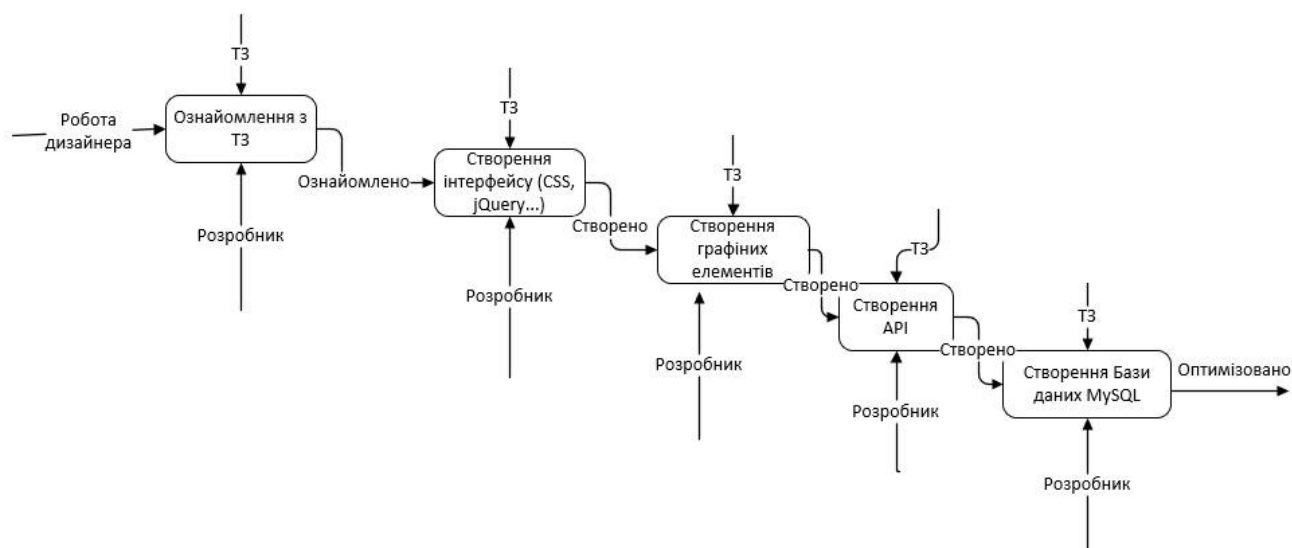 ТЗ
Робота
дизайнера
Ознайомлення з
ТЗ
Розробник
Ознайомлено
ТЗ
Створення
інтерфейсу (CSS,
jQuery...)
Розробник
Створено
ТЗ
Створення
графіних
елементів
Розробник
Створено
ТЗ
Створення
API
Розробник
Створено
ТЗ
Створення Бази
даних MySQL
Розробник
Оптимізовано